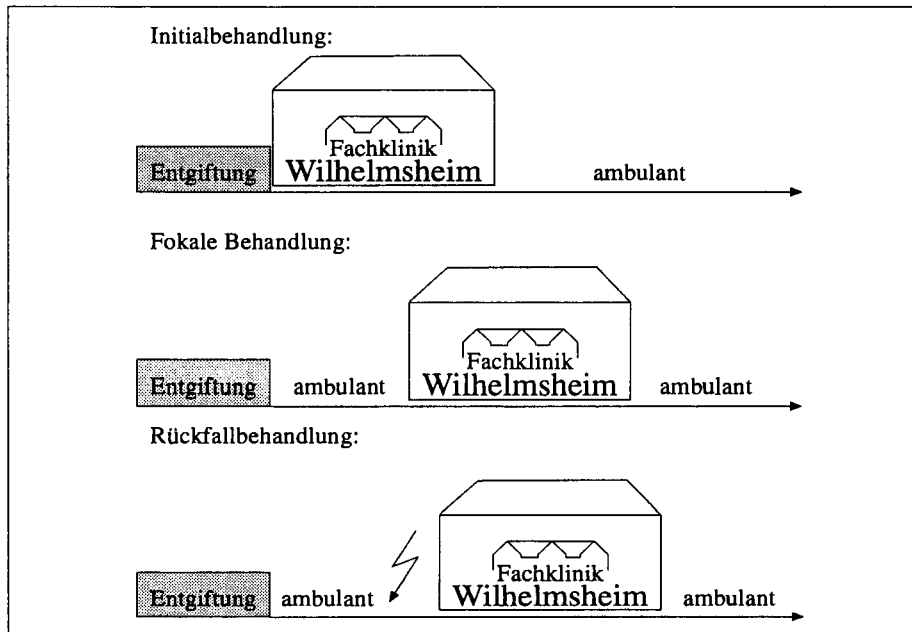 Initialbehandlung:
Fachklinik
Entgiftung Wilhelmsheim ambulant
Fokale Behandlung:
Fachklinik
Entgiftung ambulant Wilhelmsheim ambulant
Rückfallbehandlung:
Fachklinik
Entgiftung ambulant Wilhelmsheim ambulant